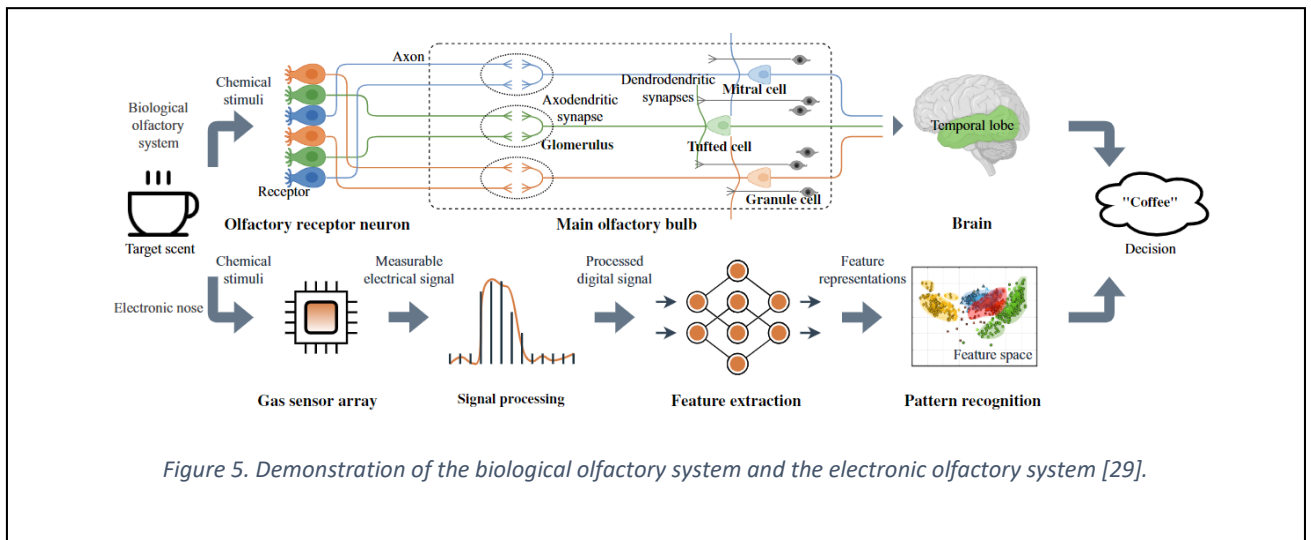 Axon
Chemical
stimuli
Biological
olfactory
system
Dendrodendritic
synapses
Mitral cell
Axodendritic
synapse
Glomerulus
Tufted cell
Temporal lobe
Receptor
Granule cell
"Coffee"
Target scent
Olfactory receptor neuron
Main olfactory bulb
Brain
Decision
Chemical
stimuli
Measurable
electrical signal
Processed
digital signal
Feature
representations
Electronic nose
Feature space
Gas sensor array
Signal processing
Feature extraction
Pattern recognition
Figure 5. Demonstration of the biological olfactory system and the electronic olfactory system [29].